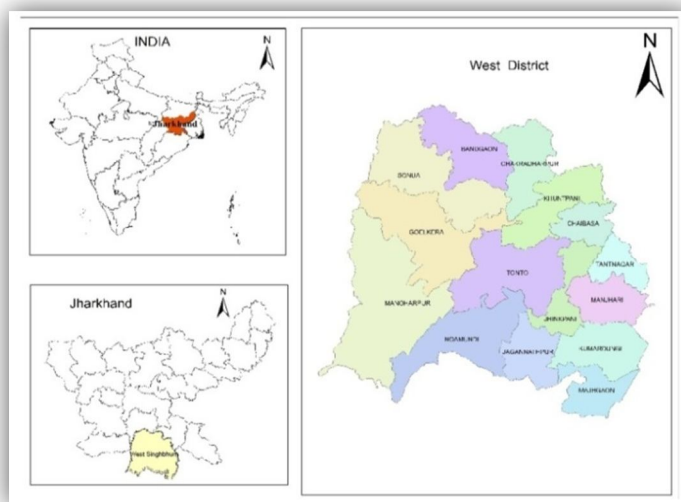 INDIA
N
Jharkhand
Jharkhand
N
West Singhbhum
West District
N
BANDGAON
CHAKRADHARPUR
SONUA
KHUNTPANI
CHAIBASA
GOELKERA
TANTNAGAR
TONTO
MANJHARI
MANOHARPUR
JHINKPANI
NOAMUNDI
JAGANNATHPUR
KUMARDUNGI
MAJHGAON